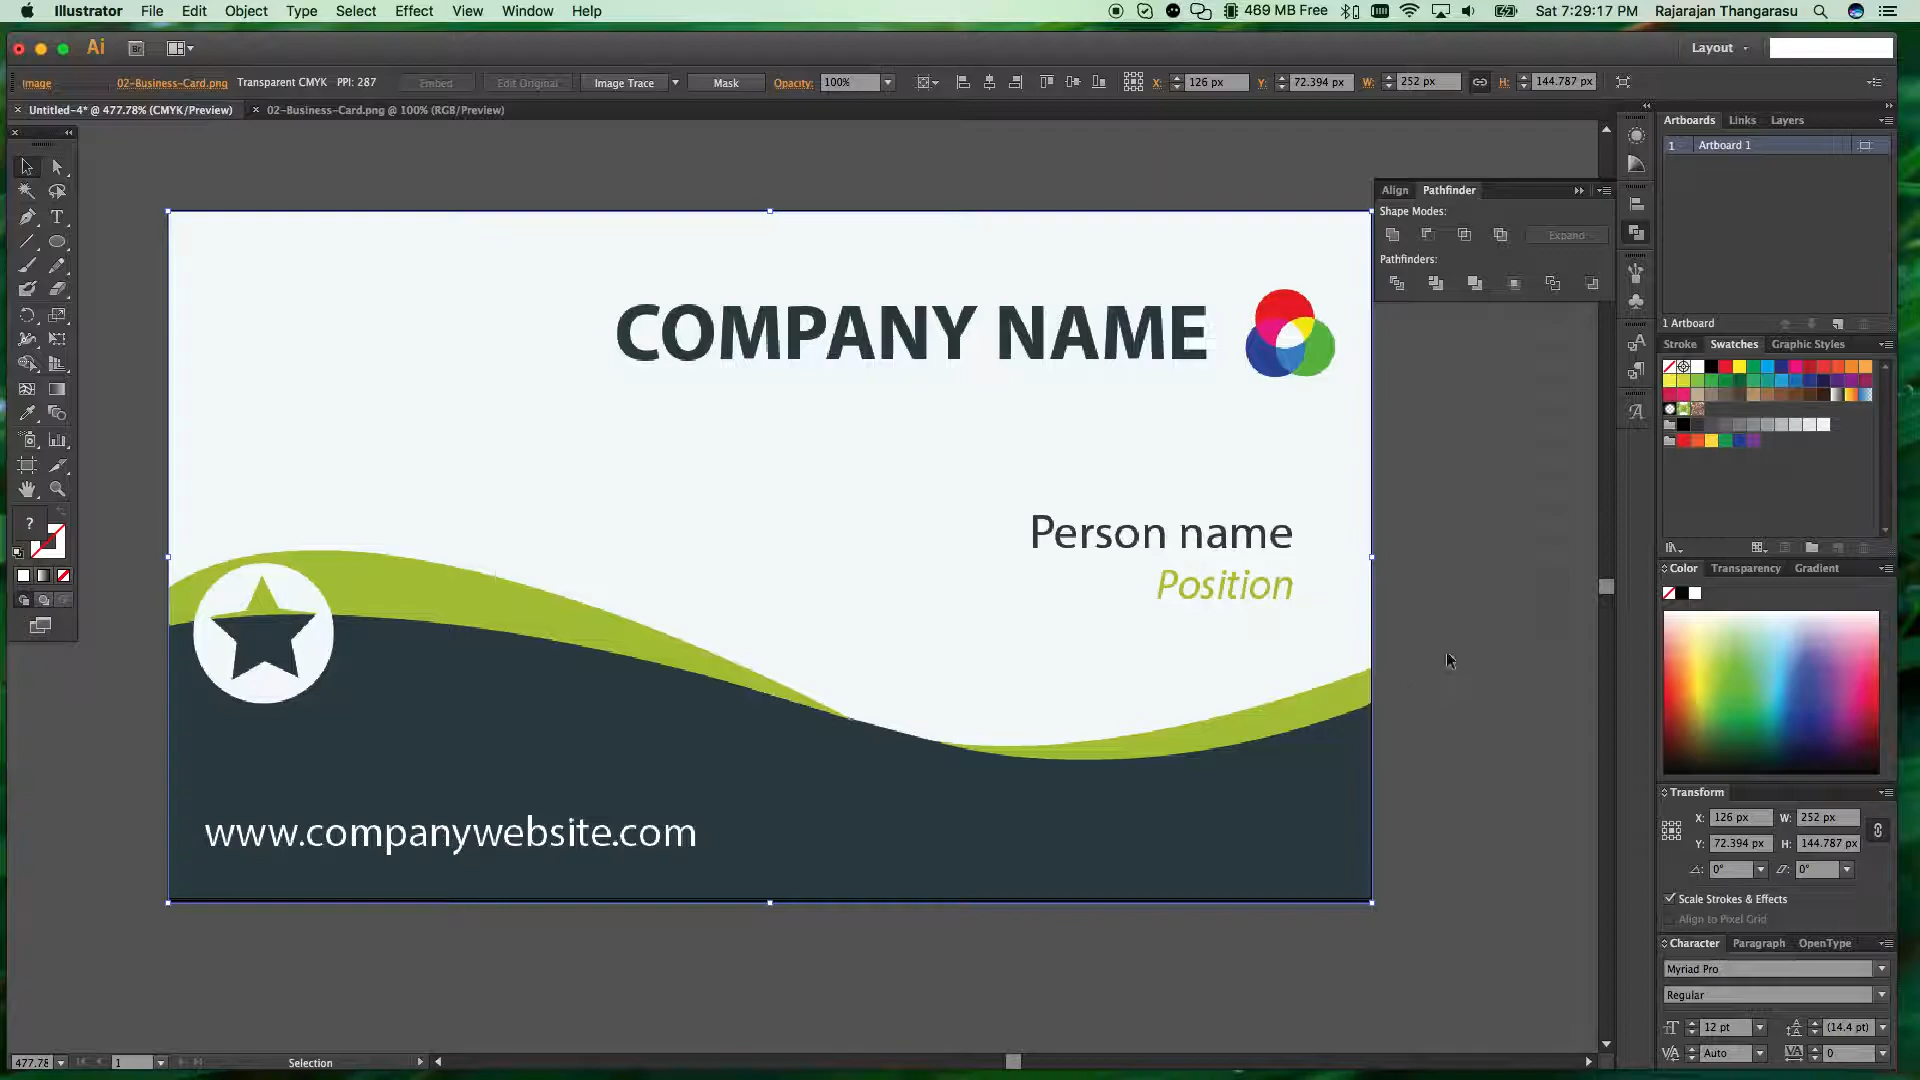 Illustrator File Edit Object Type Select Effect View Window Help 469 MB Free Sat 7:29:17 PM Rajarajan Thangarasu
Ai Br Layout
Image 02-Business-Card.png Transparent CMYK PPI: 287 Embed Edit Original Image Trace Mask Opacity: 100% X: 126 px Y: 72.394 px W: 252 px H: 144.787 px
Untitled-4* @ 477.78% (CMYK/Preview) 02-Business-Card.png @ 100% (RGB/Preview)
Artboards Links Layers
1 Artboard 1
Align Pathfinder
Shape Modes:
Expand
Pathfinders:
COMPANY NAME
1 Artboard
Stroke Swatches Graphic Styles
Person name
Position
Color Transparency Gradient
www.companywebsite.com
Transform
X: 126 px W: 252 px
Y: 72.394 px H: 144.787 px
0° 0°
Scale Strokes & Effects
Align to Pixel Grid
Character Paragraph OpenType
Myriad Pro
Regular
12 pt (14.4 pt)
Auto 0
477.78 1 Selection